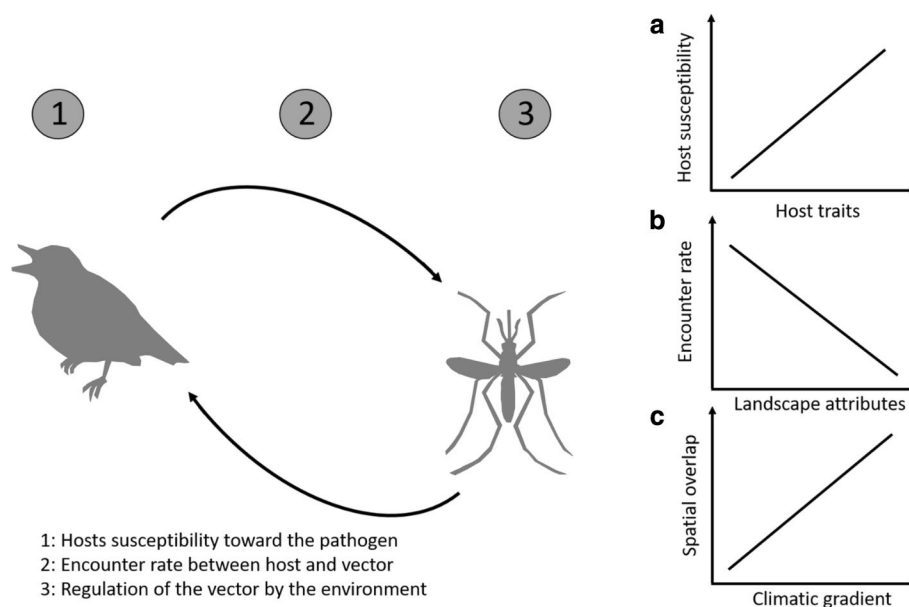 1
2
3
1: Hosts susceptibility toward the pathogen
2: Encounter rate between host and vector
3: Regulation of the vector by the environment
a
Host susceptibility
Host traits
b
Encounter rate
Landscape attributes
c
Spatial overlap
Climatic gradient